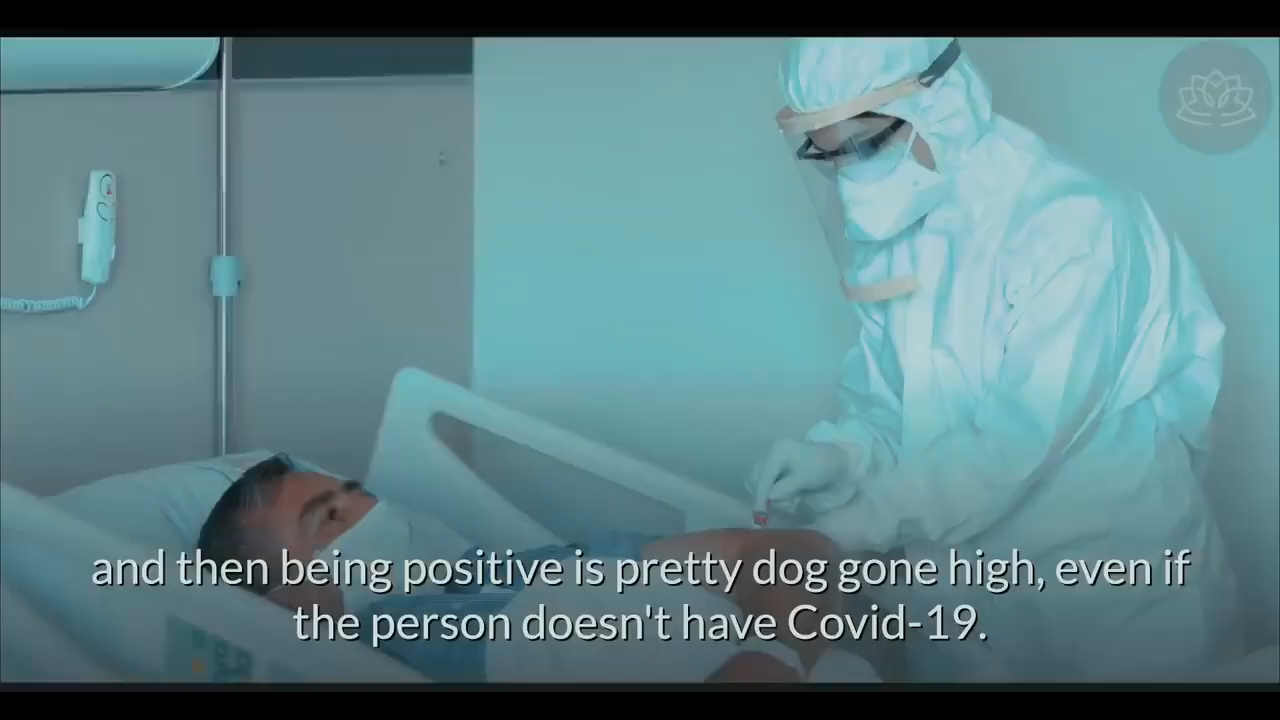 and then being positive is pretty dog gone high, even if
the person doesn't have Covid-19.